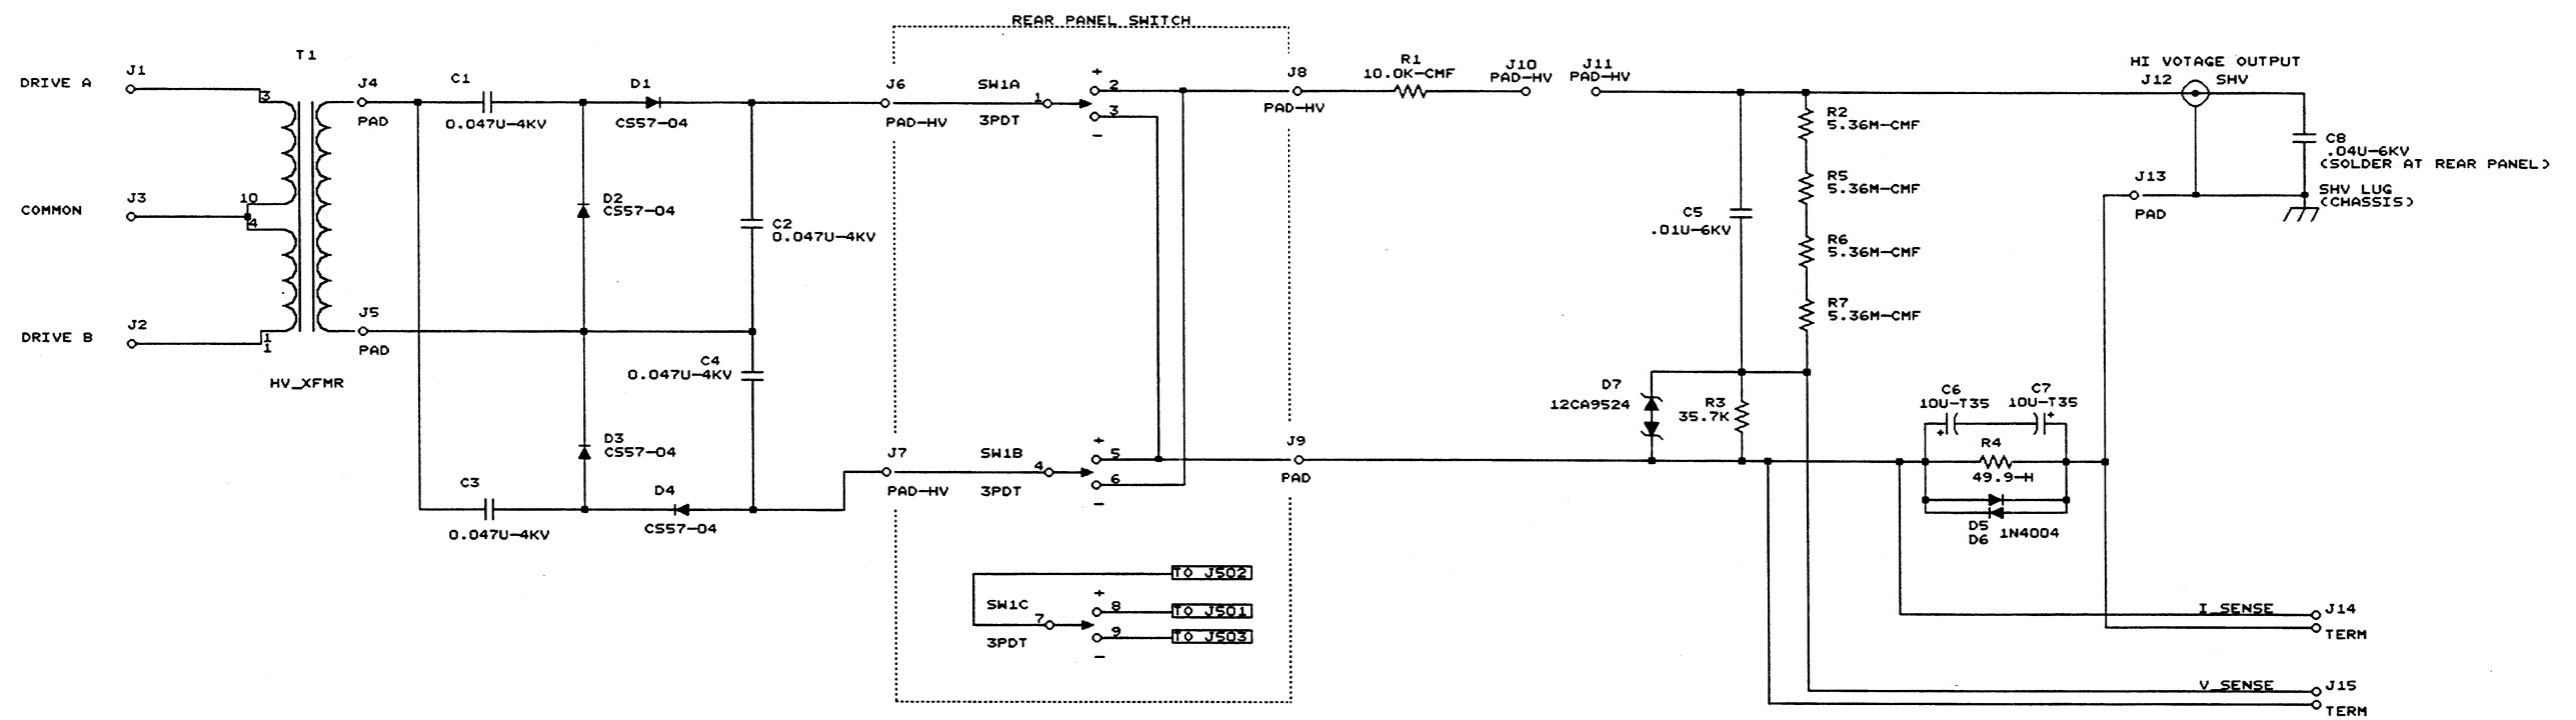 REAR PANEL SWITCH
T1
DRIVE A
J1
3
J4
PAD
C1
0.047U-4KV
D1
CS57-04
J6
PAD-HV
SW1A
1
3PDT
+
2
3
-
J8
PAD-HV
R1
10.0K-CMF
J10
PAD-HV
J11
PAD-HV
HI VOTAGE OUTPUT
J12
SHV
C8
.04U-6KV
(SOLDER AT REAR PANEL)
SHV LUG
(CHASSIS)
J13
PAD
R2
5.36M-CMF
R5
5.36M-CMF
R6
5.36M-CMF
R7
5.36M-CMF
C5
.01U-6KV
COMMON
J3
10
4
D2
CS57-04
C2
0.047U-4KV
DRIVE B
J2
1
1
J5
PAD
HV_XFMR
C4
0.047U-4KV
D3
CS57-04
C3
0.047U-4KV
D4
CS57-04
J7
PAD-HV
SW1B
4
3PDT
+
5
6
-
J9
PAD
D7
12CA9524
R3
35.7K
C6
10U-T35
+
C7
10U-T35
+
R4
49.9-H
D5
D6
1N4004
TO J502
SW1C
7
3PDT
+
8
TO J501
9
TO J503
-
I_SENSE
J14
TERM
V_SENSE
J15
TERM